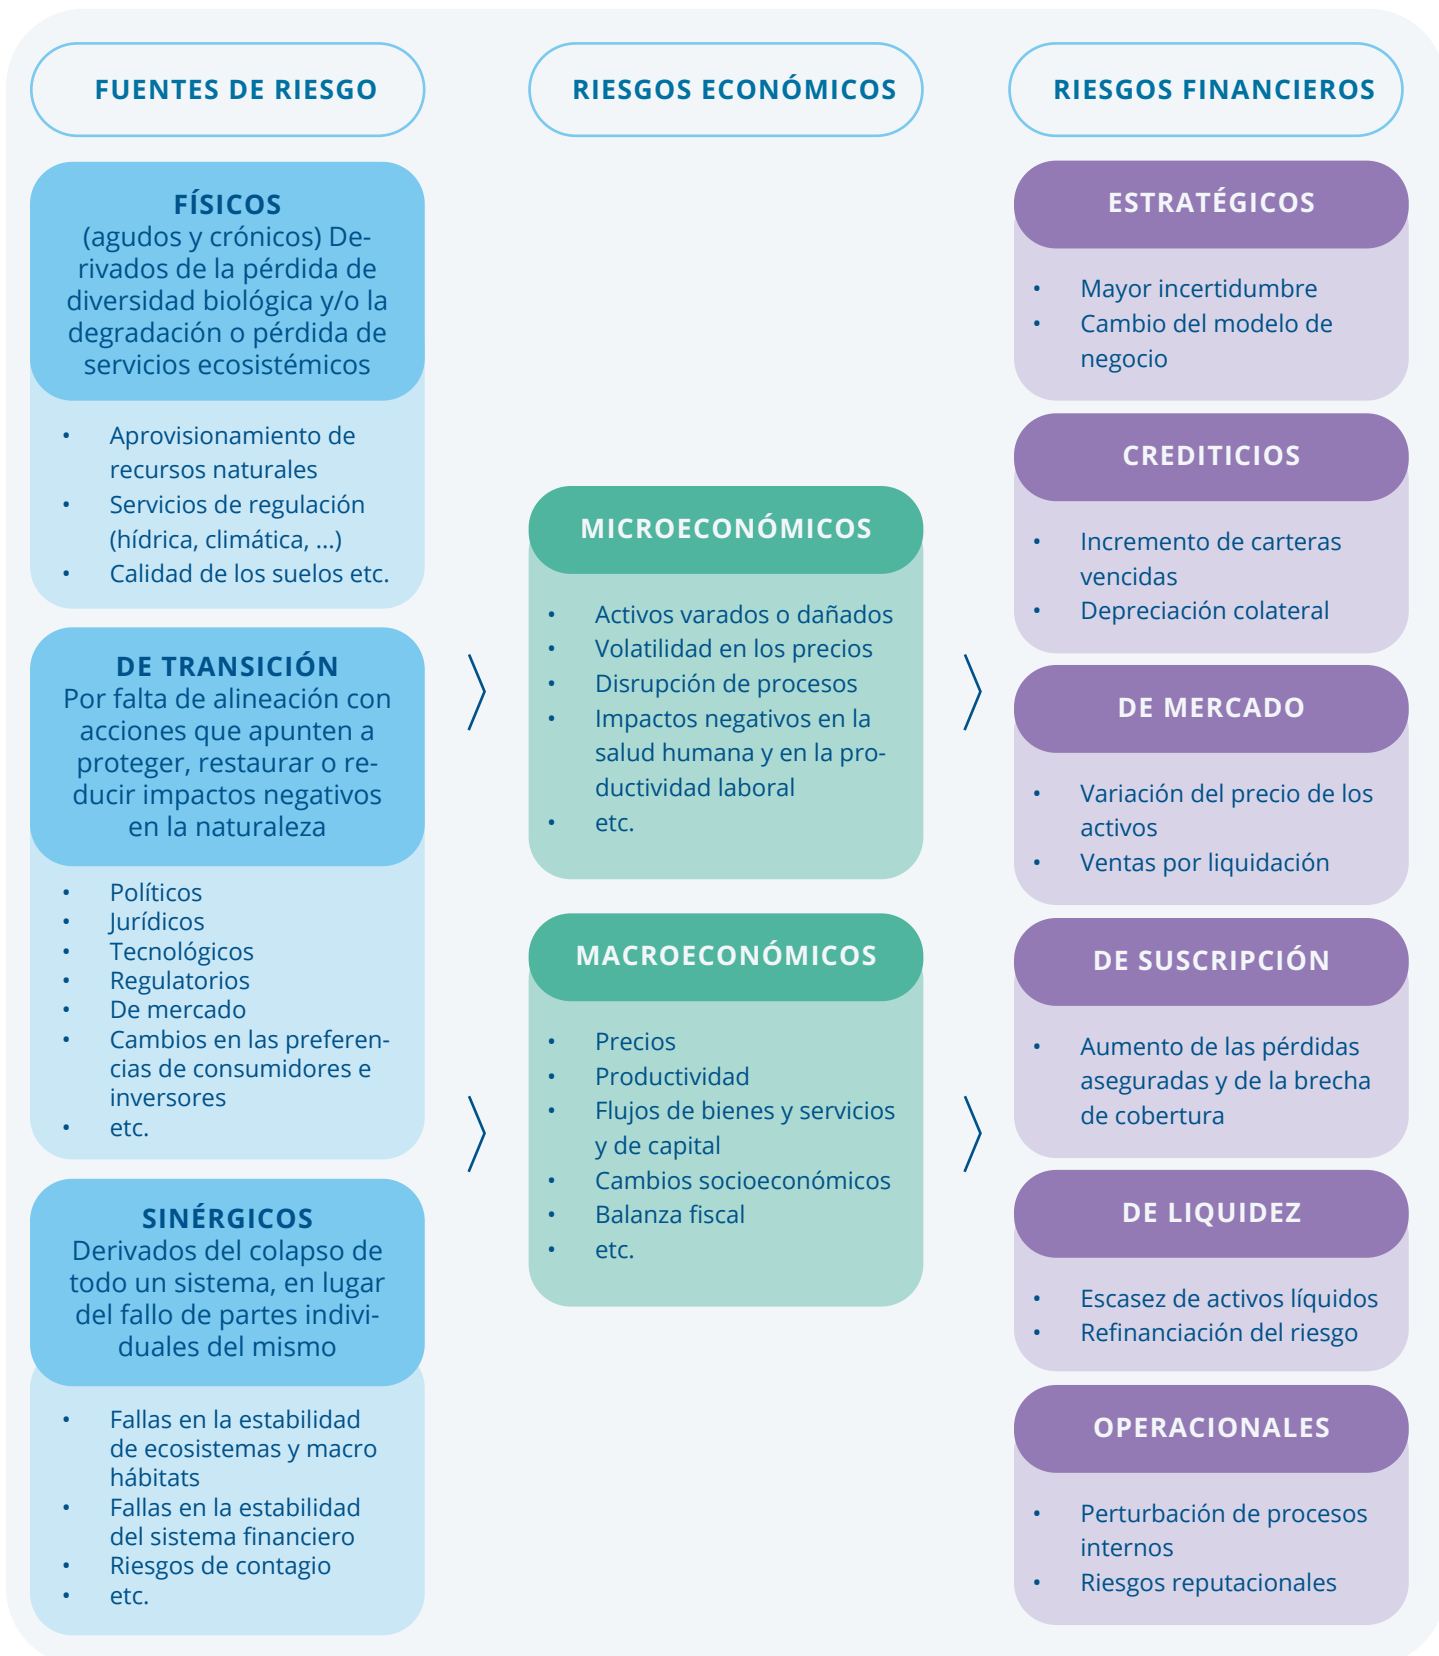 FUENTES DE RIESGO
FÍSICOS
(agudos y crónicos) De-
rivados de la pérdida de
diversidad biológica y/o la
degradación o pérdida de
servicios ecosistémicos
• Aprovisionamiento de
recursos naturales
• Servicios de regulación
(hídrica, climática, ...)
• Calidad de los suelos etc.
DE TRANSICIÓN
Por falta de alineación con
acciones que apunten a
proteger, restaurar o re-
ducir impactos negativos
en la naturaleza
• Políticos
• Jurídicos
• Tecnológicos
• Regulatorios
• De mercado
• Cambios en las preferen-
cias de consumidores e
inversores
• etc.
SINÉRGICOS
Derivados del colapso de
todo un sistema, en lugar
del fallo de partes indivi-
duales del mismo
• Fallas en la estabilidad
de ecosistemas y macro
hábitats
• Fallas en la estabilidad
del sistema financiero
• Riesgos de contagio
• etc.
RIESGOS ECONÓMICOS
MICROECONÓMICOS
• Activos varados o dañados
• Volatilidad en los precios
• Disrupción de procesos
• Impactos negativos en la
salud humana y en la pro-
ductividad laboral
• etc.
MACROECONÓMICOS
• Precios
• Productividad
• Flujos de bienes y servicios
y de capital
• Cambios socioeconómicos
• Balanza fiscal
• etc.
RIESGOS FINANCIEROS
ESTRATÉGICOS
• Mayor incertidumbre
• Cambio del modelo de
negocio
CREDITICIOS
• Incremento de carteras
vencidas
• Depreciación colateral
DE MERCADO
• Variación del precio de los
activos
• Ventas por liquidación
DE SUSCRIPCIÓN
• Aumento de las pérdidas
aseguradas y de la brecha
de cobertura
DE LIQUIDEZ
• Escasez de activos líquidos
• Refinanciación del riesgo
OPERACIONALES
• Perturbación de procesos
internos
• Riesgos reputacionales